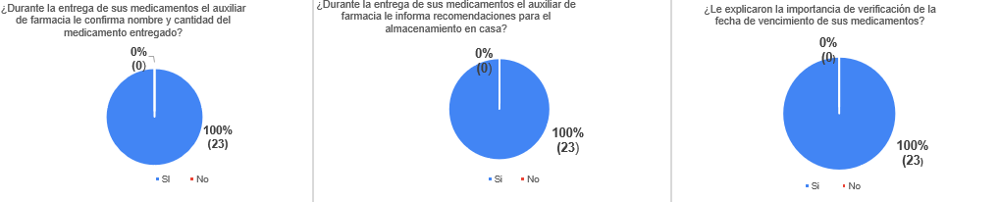 ¿Durante la entrega de sus medicamentos el auxiliar
de farmacia le confirma nombre y cantidad del
medicamento entregado?
0%
(0)
100%
(23)
SI
No
¿Durante la entrega de sus medicamentos el auxiliar de
farmacia le informa recomendaciones para el
almacenamiento en casa?
0%
(0)
100%
(23)
Si
No
¿Le explicaron la importancia de verificación de la
fecha de vencimiento de sus medicamentos?
0%
(0)
100%
(23)
Si
No